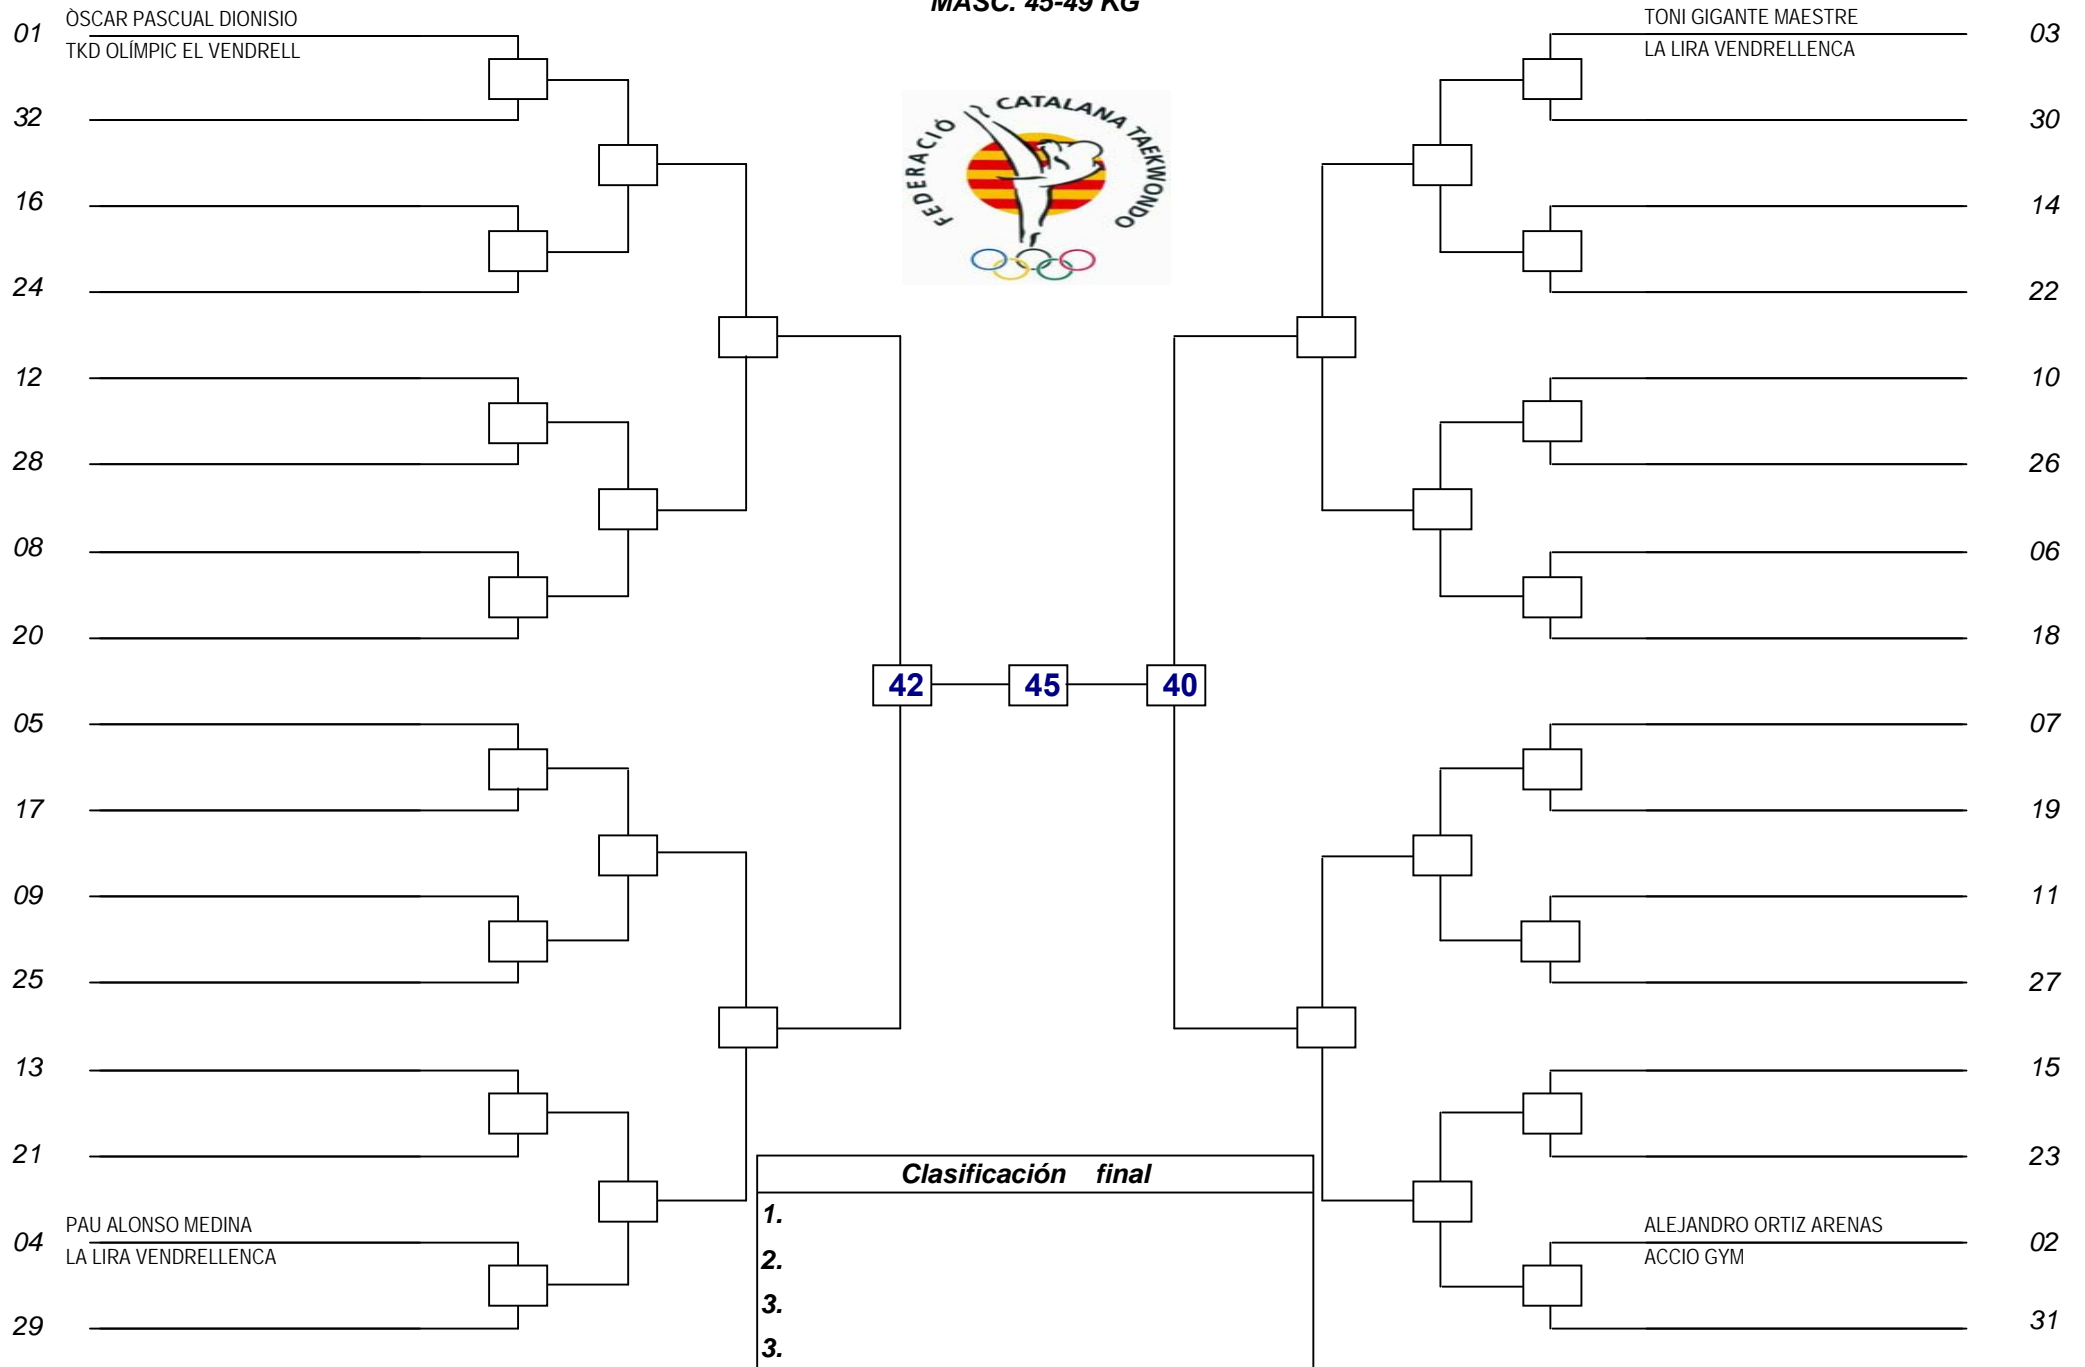 MASC. 45-49 KG
01 ÒSCAR PASCUAL DIONISIO
TKD OLÍMPIC EL VENDRELL
32
16
24
12
28
08
20
05
17
09
25
13
21
04 PAU ALONSO MEDINA
LA LIRA VENDRELLENCA
29
FEDERACIÓ CATALANA TAEKWONDO
42 45 40
TONI GIGANTE MAESTRE 03
LA LIRA VENDRELLENCA
30
14
22
10
26
06
18
07
19
11
27
15
23
ALEJANDRO ORTIZ ARENAS 02
ACCIO GYM
31
Clasificación final
1.
2.
3.
3.